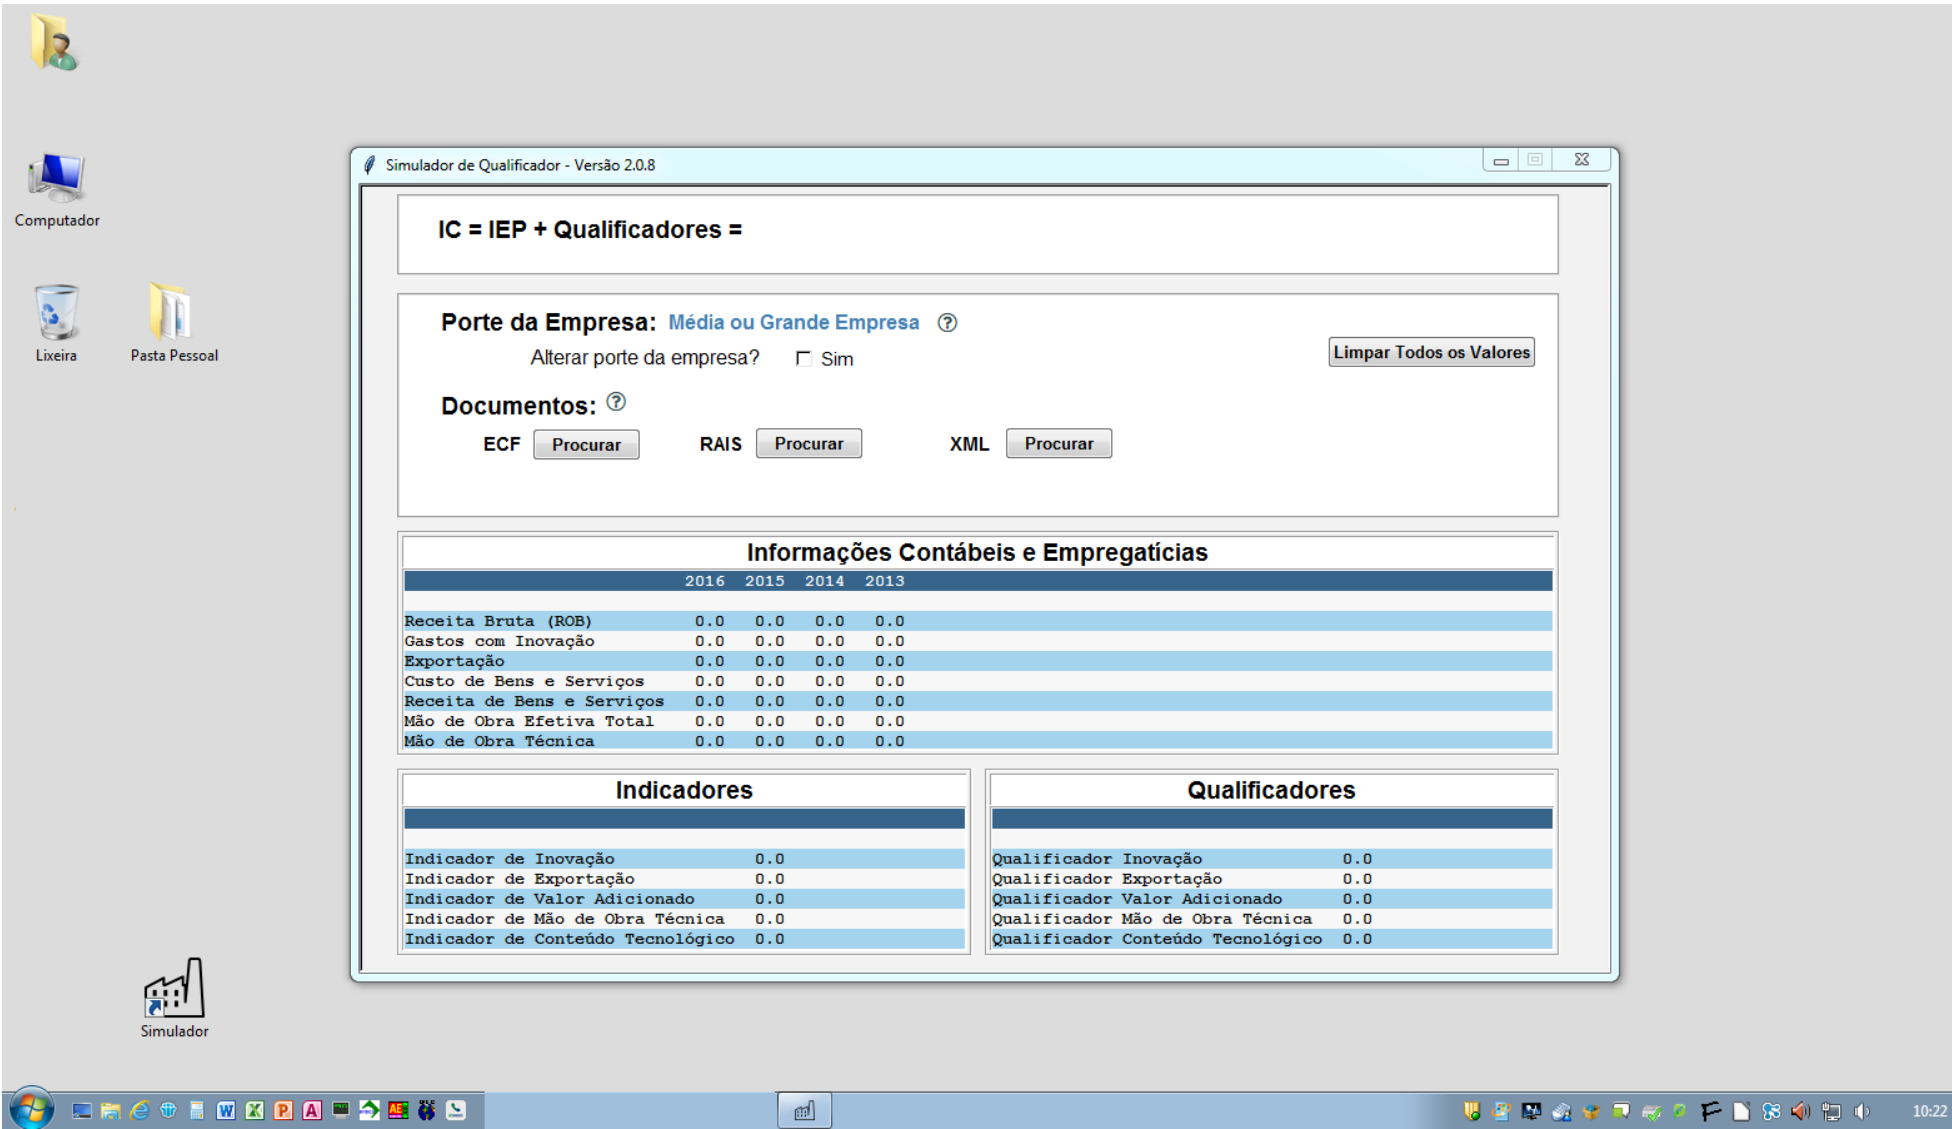 Computador
Lixeira
Pasta Pessoal
Simulador
Simulador de Qualificador - Versão 2.0.8
IC = IEP + Qualificadores =
Porte da Empresa: Média ou Grande Empresa ?
Alterar porte da empresa? Sim
Limpar Todos os Valores
Documentos: ?
ECF Procurar RAIS Procurar XML Procurar
Informações Contábeis e Empregatícias
2016 2015 2014 2013
Receita Bruta (ROB) 0.0 0.0 0.0 0.0
Gastos com Inovação 0.0 0.0 0.0 0.0
Exportação 0.0 0.0 0.0 0.0
Custo de Bens e Serviços 0.0 0.0 0.0 0.0
Receita de Bens e Serviços 0.0 0.0 0.0 0.0
Mão de Obra Efetiva Total 0.0 0.0 0.0 0.0
Mão de Obra Técnica 0.0 0.0 0.0 0.0
Indicadores
Indicador de Inovação 0.0
Indicador de Exportação 0.0
Indicador de Valor Adicionado 0.0
Indicador de Mão de Obra Técnica 0.0
Indicador de Conteúdo Tecnológico 0.0
Qualificadores
Qualificador Inovação 0.0
Qualificador Exportação 0.0
Qualificador Valor Adicionado 0.0
Qualificador Mão de Obra Técnica 0.0
Qualificador Conteúdo Tecnológico 0.0
10:22